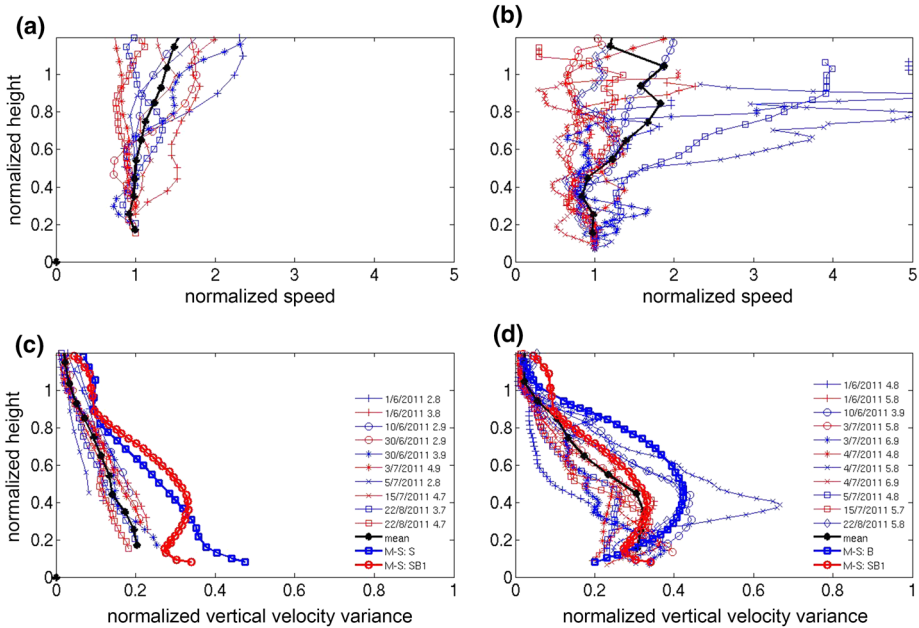 (a)
normalized height
1
0.8
0.6
0.4
0.2
0
0 1 2 3 4 5
normalized speed
(b)
1
0.8
0.6
0.4
0.2
0
0 1 2 3 4 5
normalized speed
(c)
normalized height
1
0.8
0.6
0.4
0.2
0
0 0.2 0.4 0.6 0.8 1
normalized vertical velocity variance
1/6/2011 2.8
1/6/2011 3.8
10/6/2011 2.9
30/6/2011 2.9
30/6/2011 3.9
3/7/2011 4.9
5/7/2011 2.8
15/7/2011 4.7
22/8/2011 3.7
22/8/2011 4.7
mean
M-S: S
M-S: SB1
(d)
normalized height
1
0.8
0.6
0.4
0.2
0
0.2 0.4 0.6 0.8 1
normalized vertical velocity variance
1/6/2011 4.8
1/6/2011 5.8
10/6/2011 3.9
3/7/2011 5.8
3/7/2011 6.9
4/7/2011 4.8
4/7/2011 5.8
4/7/2011 6.9
5/7/2011 4.8
15/7/2011 5.7
22/8/2011 5.8
mean
M-S: B
M-S: SB1